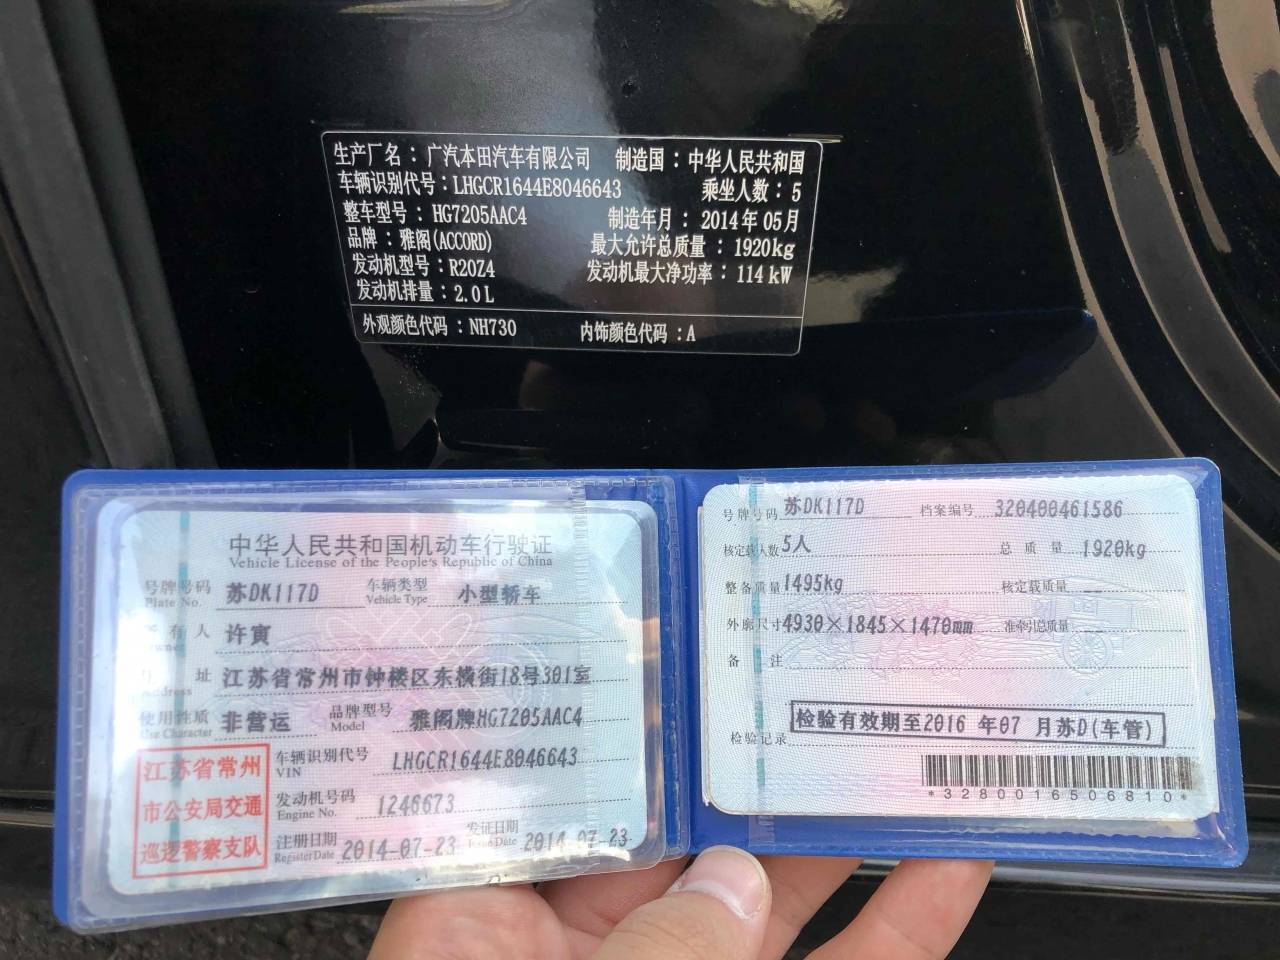 生产厂名：广汽本田汽车有限公司 制造国：中华人民共和国
车辆识别代号：LHGCR1644E8046643 乘坐人数：5
整车型号：HG7205AAC4 制造年月：2014年05月
品牌：雅阁(ACCORD) 最大允许总质量：1920kg
发动机型号：R20Z4 发动机最大净功率：114kW
发动机排量：2.0L
外观颜色代码：NH730 内饰颜色代码：A
中华人民共和国机动车行驶证
Vehicle License of the People's Republic of China
号牌号码 苏DK117D 车辆类型 小型轿车
Plate No. Vehicle Type
有人 许寅
Owner
址 江苏省常州市钟楼区东横街18号301室
Address
使用性质 非营运 品牌型号 雅阁牌HG7205AAC4
Use Character Model
江苏省常州
市公安局交通
巡逻警察支队
车辆识别代号 LHGCR1644E8046643
VIN
发动机号码 1246673
Engine No.
注册日期 2014-07-23 发证日期 2014-07-23
Register Date Issue Date
号牌号码 苏DK117D 档案编号 320400461586
核定载人数 5人 总质量 1920kg
整备质量 1495kg 核定载质量 --
外廓尺寸 4930×1845×1470mm 准牵引总质量 --
备注
检验记录 检验有效期至2016年07月苏D(车管)
*3280016506810*